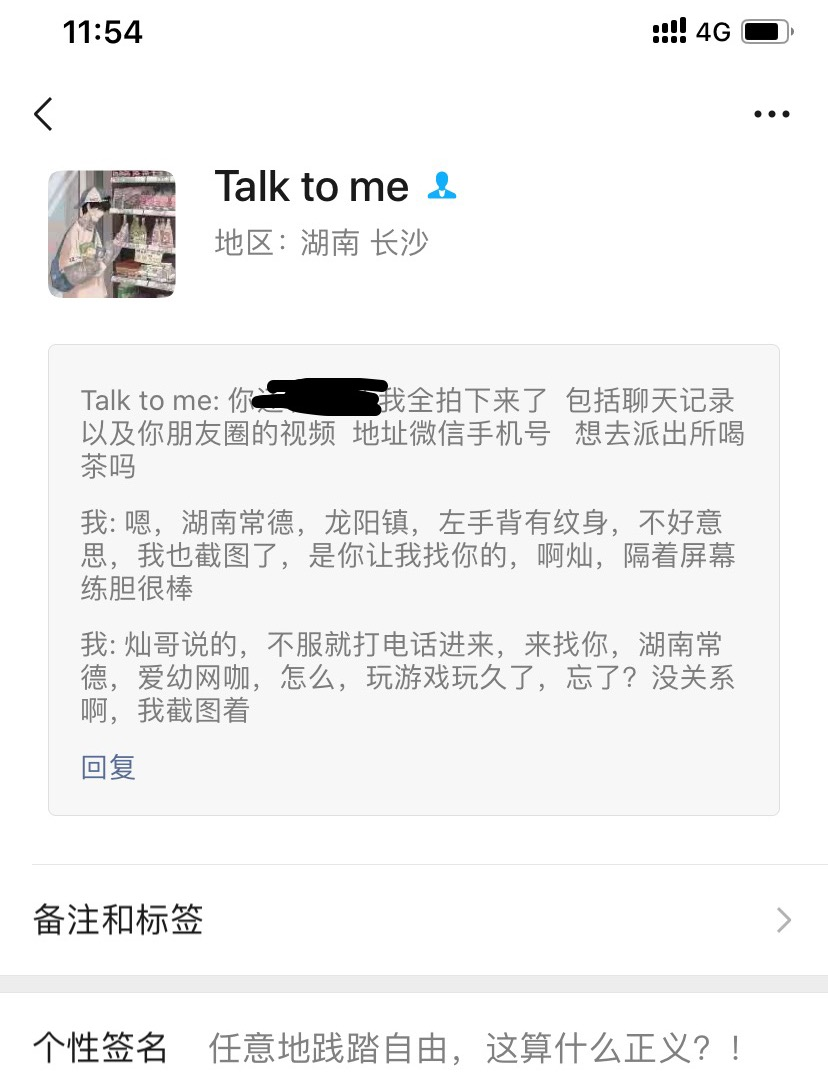 11:54
4G
Talk to me
地区：湖南 长沙
Talk to me: 你 我全拍下来了 包括聊天记录
以及你朋友圈的视频 地址微信手机号 想去派出所喝
茶吗
我: 嗯，湖南常德，龙阳镇，左手背有纹身，不好意
思，我也截图了，是你让我找你的，啊灿，隔着屏幕
练胆很棒
我: 灿哥说的，不服就打电话进来，来找你，湖南常
德，爱幼网咖，怎么，玩游戏玩久了，忘了？没关系
啊，我截图着
回复
备注和标签
个性签名 任意地践踏自由，这算什么正义？！